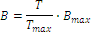 B = T / T_max · B_max